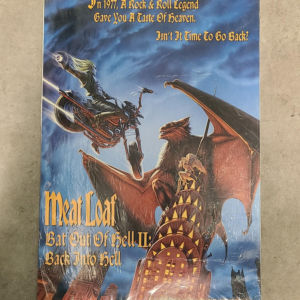 In 1977, A Rock & Roll Legend
Gave You A Taste Of Heaven.
Isn't It Time To Go Back?
Meat Loaf
Bat Out Of Hell II:
Back Into Hell